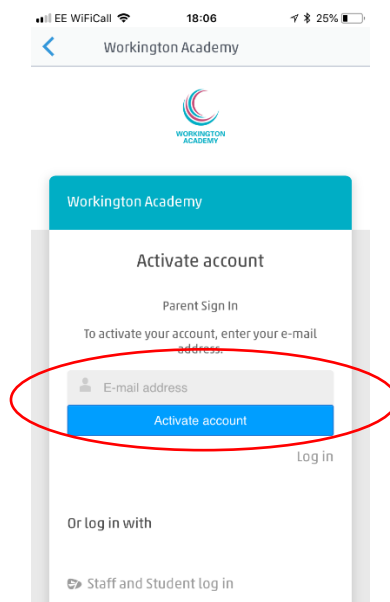 EE WiFiCall 18:06 25%
Workington Academy
WORKINGTON
ACADEMY
Workington Academy
Activate account
Parent Sign In
To activate your account, enter your e-mail
address.
E-mail address
Activate account
Log in
Or log in with
Staff and Student log in